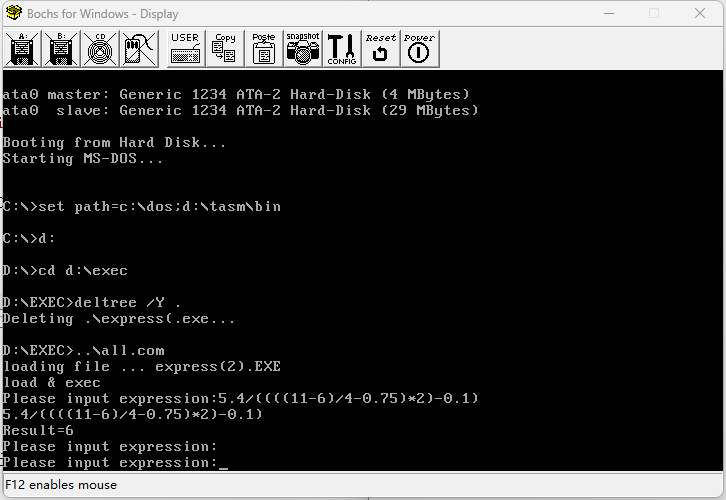 Bochs for Windows - Display
A: B: CD USER Copy Paste snapshot CONFIG Reset Power
ata0 master: Generic 1234 ATA-2 Hard-Disk (4 MBytes)
ata0  slave: Generic 1234 ATA-2 Hard-Disk (29 MBytes)
Booting from Hard Disk...
Starting MS-DOS...
C:\>set path=c:\dos;d:\tasm\bin
C:\>d:
D:\>cd d:\exec
D:\EXEC>deltree /Y .
Deleting .\express(.exe...
D:\EXEC>..\all.com
loading file ... express(2).EXE
load & exec
Please input expression:5.4/((((11-6)/4-0.75)*2)-0.1)
5.4/((((11-6)/4-0.75)*2)-0.1)
Result=6
Please input expression:
Please input expression:_
F12 enables mouse